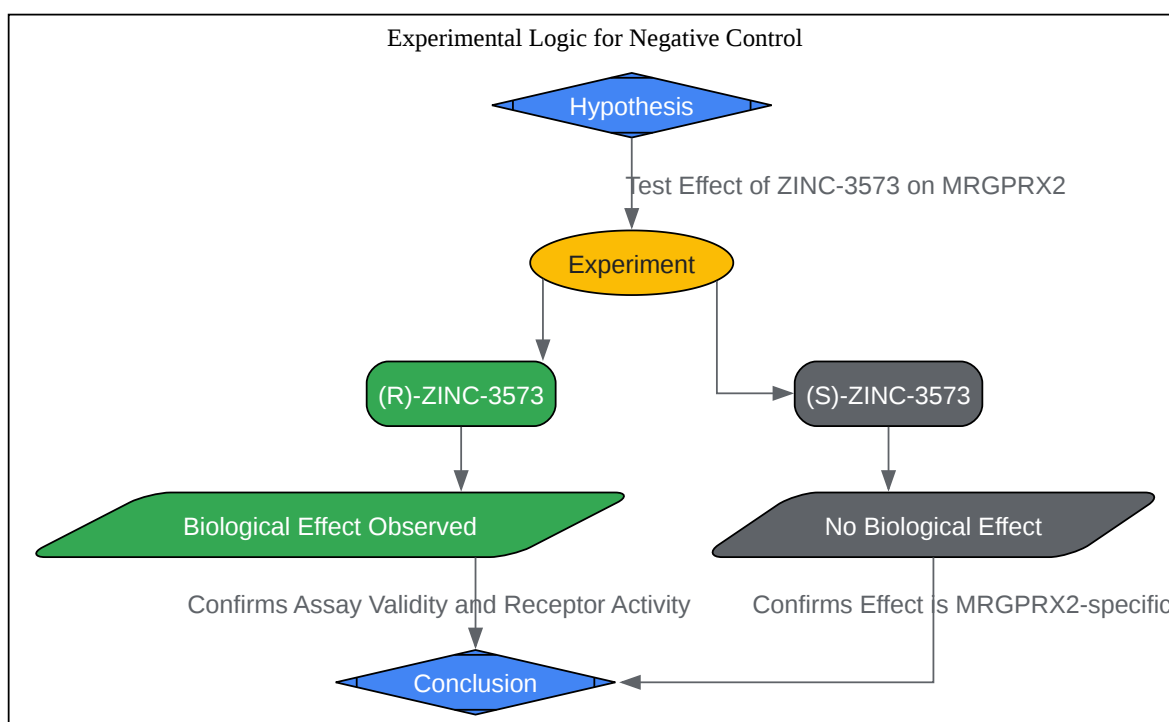 Experimental Logic for Negative Control
Hypothesis
Test Effect of ZINC-3573 on MRGPRX2
Experiment
(R)-ZINC-3573
(S)-ZINC-3573
Biological Effect Observed
No Biological Effect
Confirms Assay Validity and Receptor Activity
Confirms Effect is MRGPRX2-specific
Conclusion